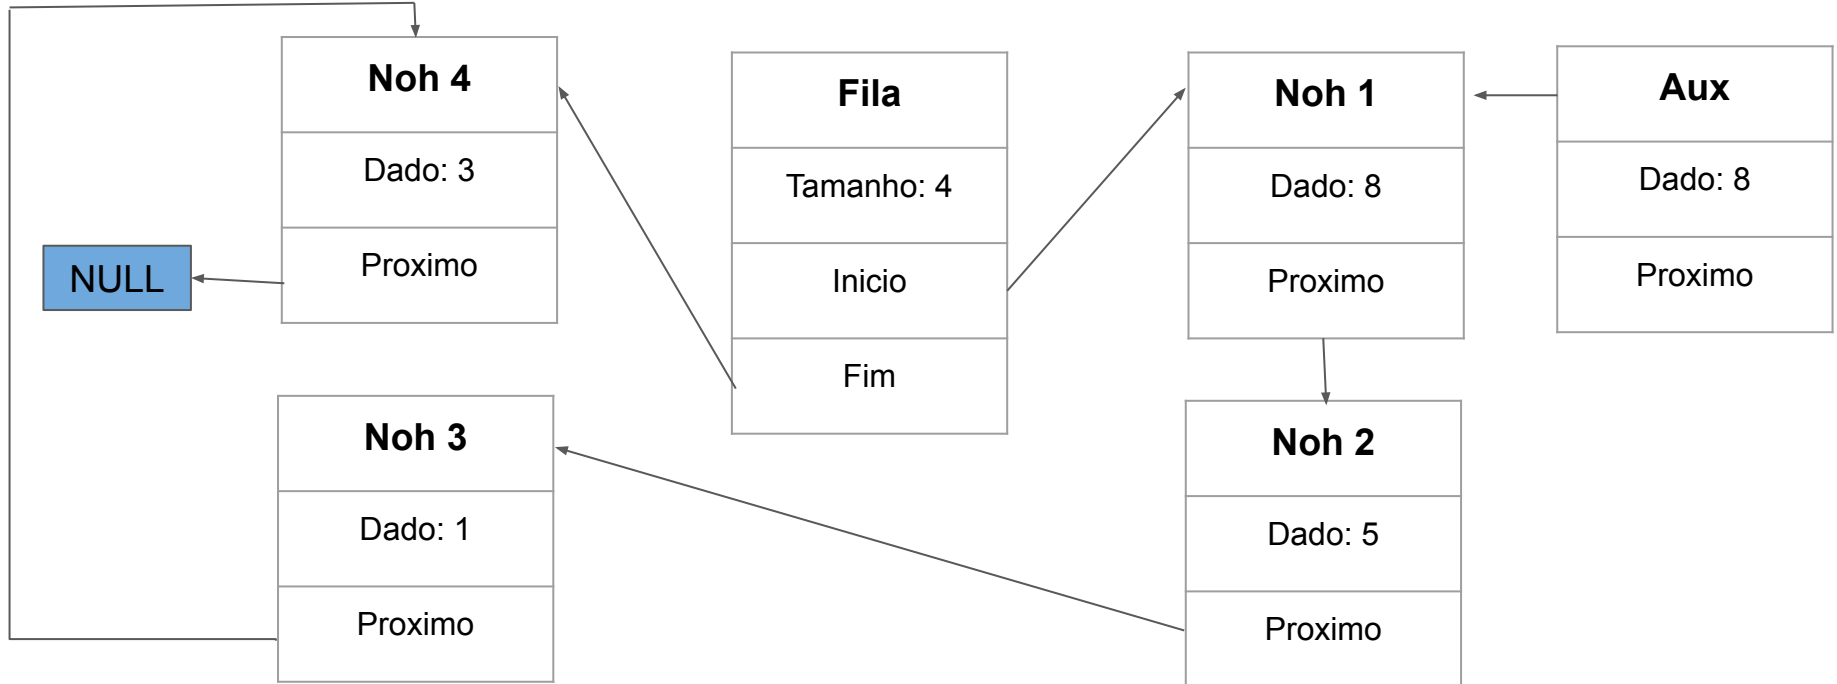 Noh 4
Dado: 3
Proximo
NULL
Fila
Tamanho: 4
Inicio
Fim
Noh 1
Dado: 8
Proximo
Aux
Dado: 8
Proximo
Noh 3
Dado: 1
Proximo
Noh 2
Dado: 5
Proximo